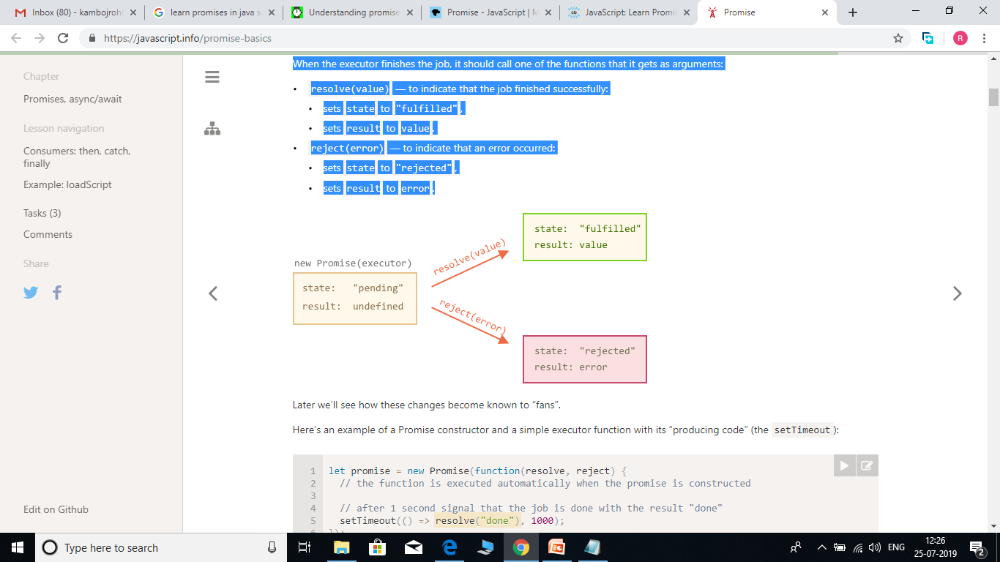 Inbox (80) - kambojrohi
learn promises in java s
Understanding promise
Promise - JavaScript | M
JavaScript: Learn Promi
Promise
https://javascript.info/promise-basics
R
Chapter
Promises, async/await
Lesson navigation
Consumers: then, catch,
finally
Example: loadScript
Tasks (3)
Comments
Share
Edit on Github
When the executor finishes the job, it should call one of the functions that it gets as arguments:
• resolve(value) — to indicate that the job finished successfully:
• sets state to "fulfilled",
• sets result to value.
• reject(error) — to indicate that an error occurred:
• sets state to "rejected",
• sets result to error.
new Promise(executor)
state: "pending"
result: undefined
resolve(value)
reject(error)
state: "fulfilled"
result: value
state: "rejected"
result: error
Later we'll see how these changes become known to “fans”.
Here's an example of a Promise constructor and a simple executor function with its “producing code” (the setTimeout ):
1 let promise = new Promise(function(resolve, reject) {
2 // the function is executed automatically when the promise is constructed
3
4 // after 1 second signal that the job is done with the result "done"
5 setTimeout(() => resolve("done"), 1000);
6 });
Type here to search
ENG
12:26
25-07-2019
2